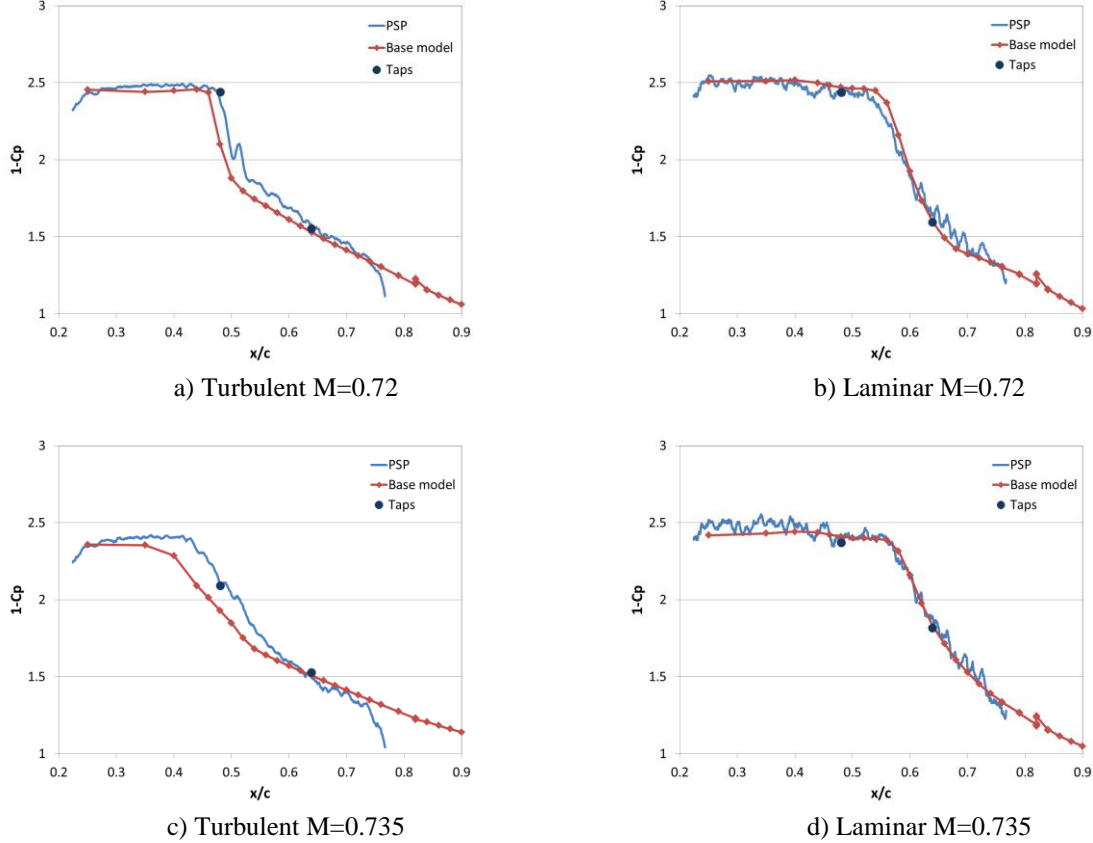 3
2.5
2
1.5
1
1-Cp
0.2 0.3 0.4 0.5 0.6 0.7 0.8 0.9
x/c
PSP
Base model
Taps
a) Turbulent M=0.72
3
2.5
2
1.5
1
1-Cp
0.2 0.3 0.4 0.5 0.6 0.7 0.8 0.9
x/c
PSP
Base model
Taps
b) Laminar M=0.72
3
2.5
2
1.5
1
1-Cp
0.2 0.3 0.4 0.5 0.6 0.7 0.8 0.9
x/c
PSP
Base model
Taps
c) Turbulent M=0.735
3
2.5
2
1.5
1
1-Cp
0.2 0.3 0.4 0.5 0.6 0.7 0.8 0.9
x/c
PSP
Base model
Taps
d) Laminar M=0.735